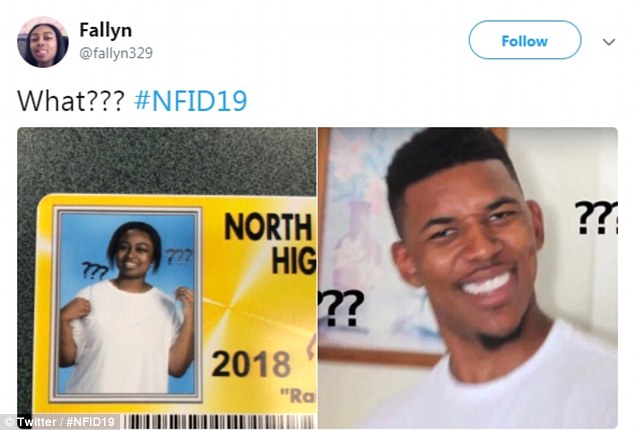 Fallyn
@fallyn329
Follow
What??? #NFID19
NORTH
HIG
???
???
2018
"Ra
???
???
© Twitter / #NFID19